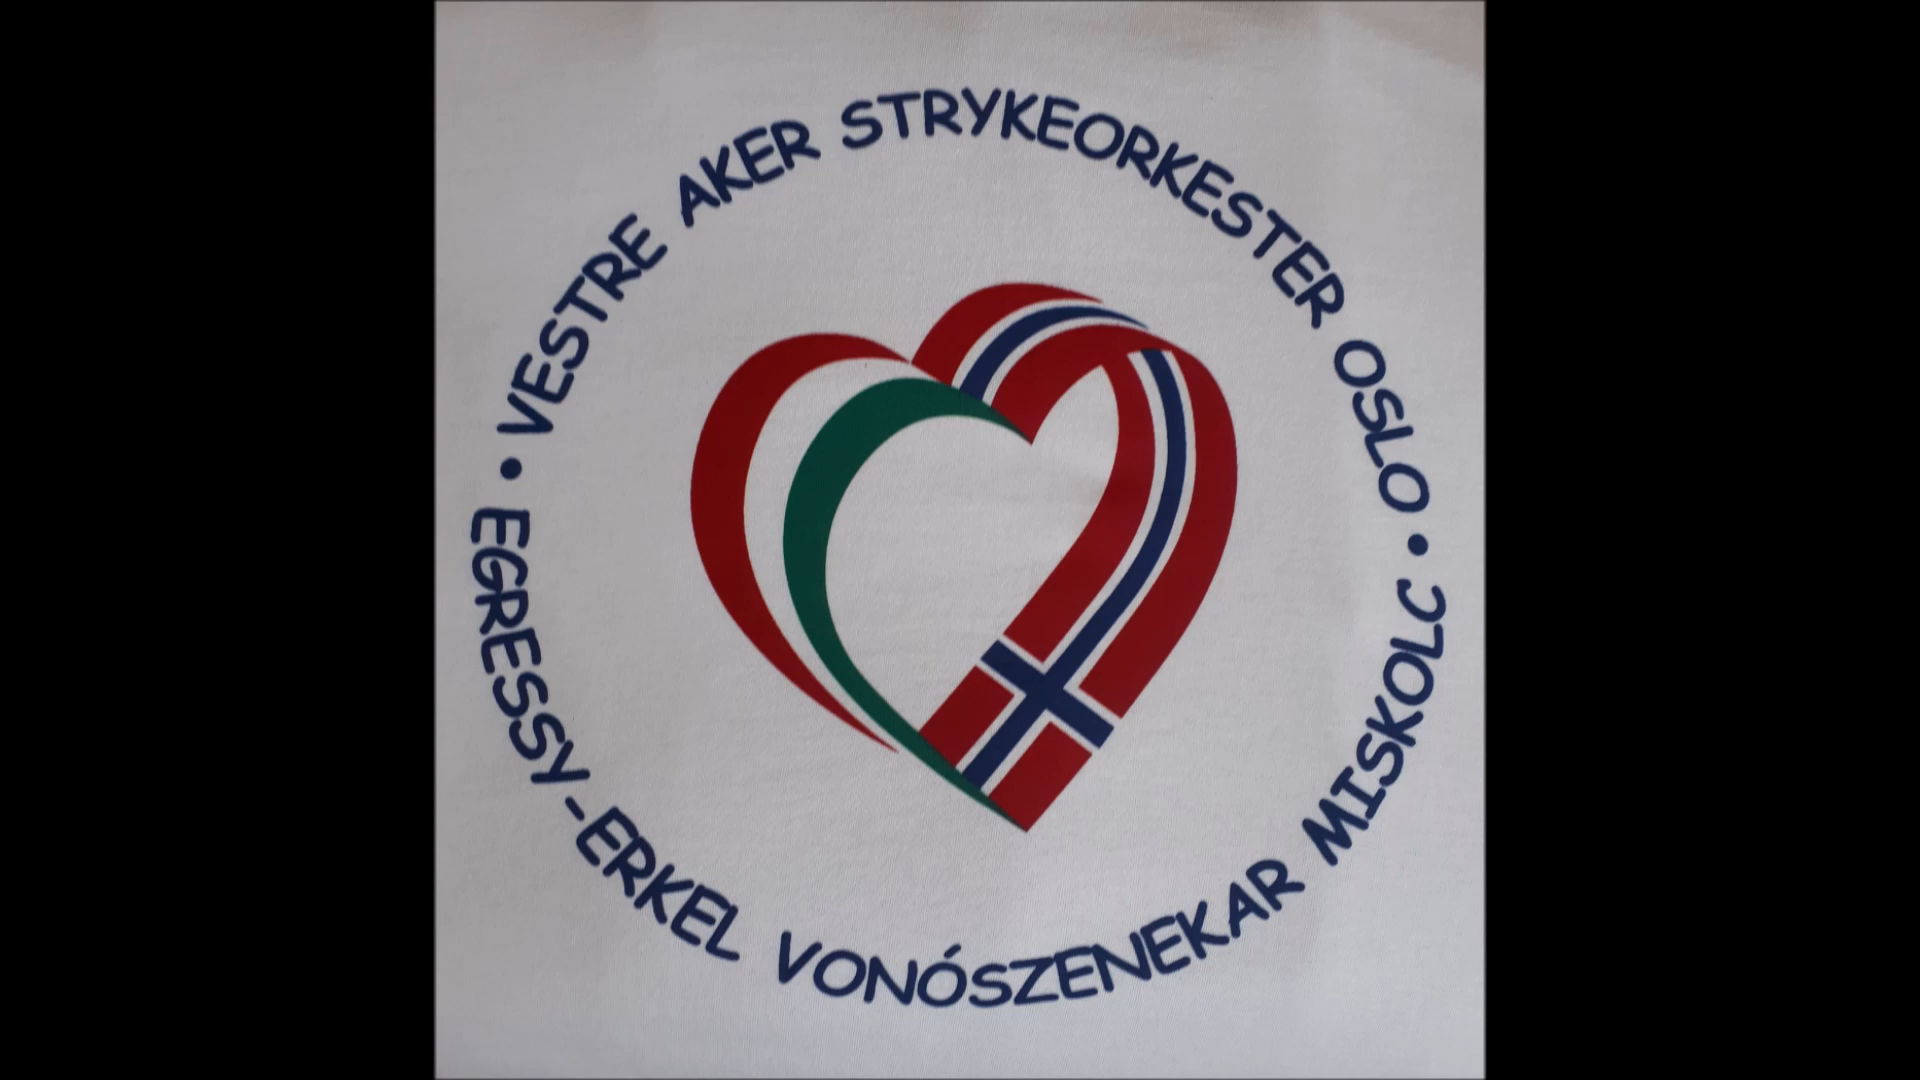 • VESTRE AKER STRYKEORKESTER OSLO •
EGRESSY-ERKEL VONÓSZENEKAR MISKOLC